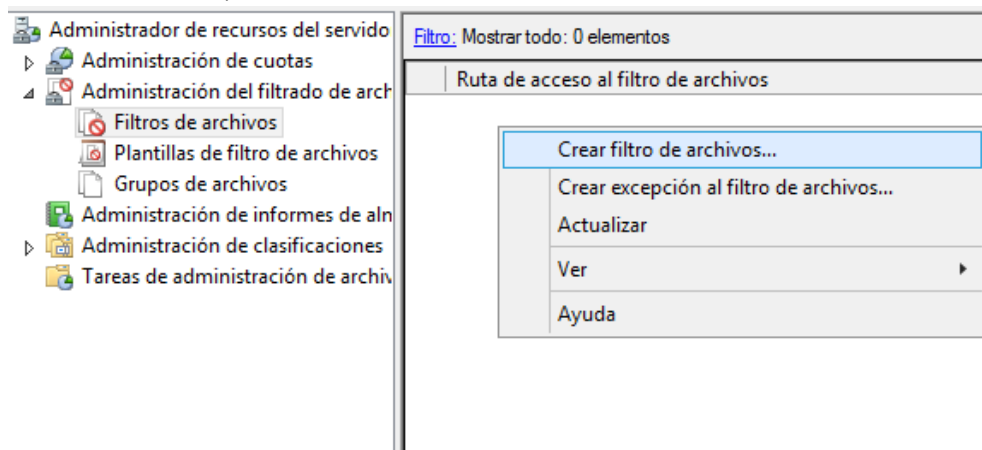 Administrador de recursos del servido
Administración de cuotas
Administración del filtrado de arch
Filtros de archivos
Plantillas de filtro de archivos
Grupos de archivos
Administración de informes de aln
Administración de clasificaciones
Tareas de administración de archiv
Filtro: Mostrar todo: 0 elementos
Ruta de acceso al filtro de archivos
Crear filtro de archivos...
Crear excepción al filtro de archivos...
Actualizar
Ver
Ayuda